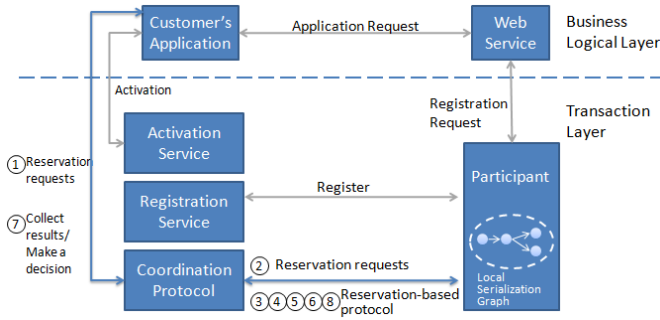 Customer's
Application
Application Request
Web
Service
Business
Logical Layer
Activation
Registration
Request
Transaction
Layer
Activation
Service
1 Reservation
requests
Participant
Register
Registration
Service
7 Collect
results/
Make a
decision
Coordination
Protocol
2 Reservation requests
3 4 5 6 8 Reservation-based
protocol
Local
Serialization
Graph